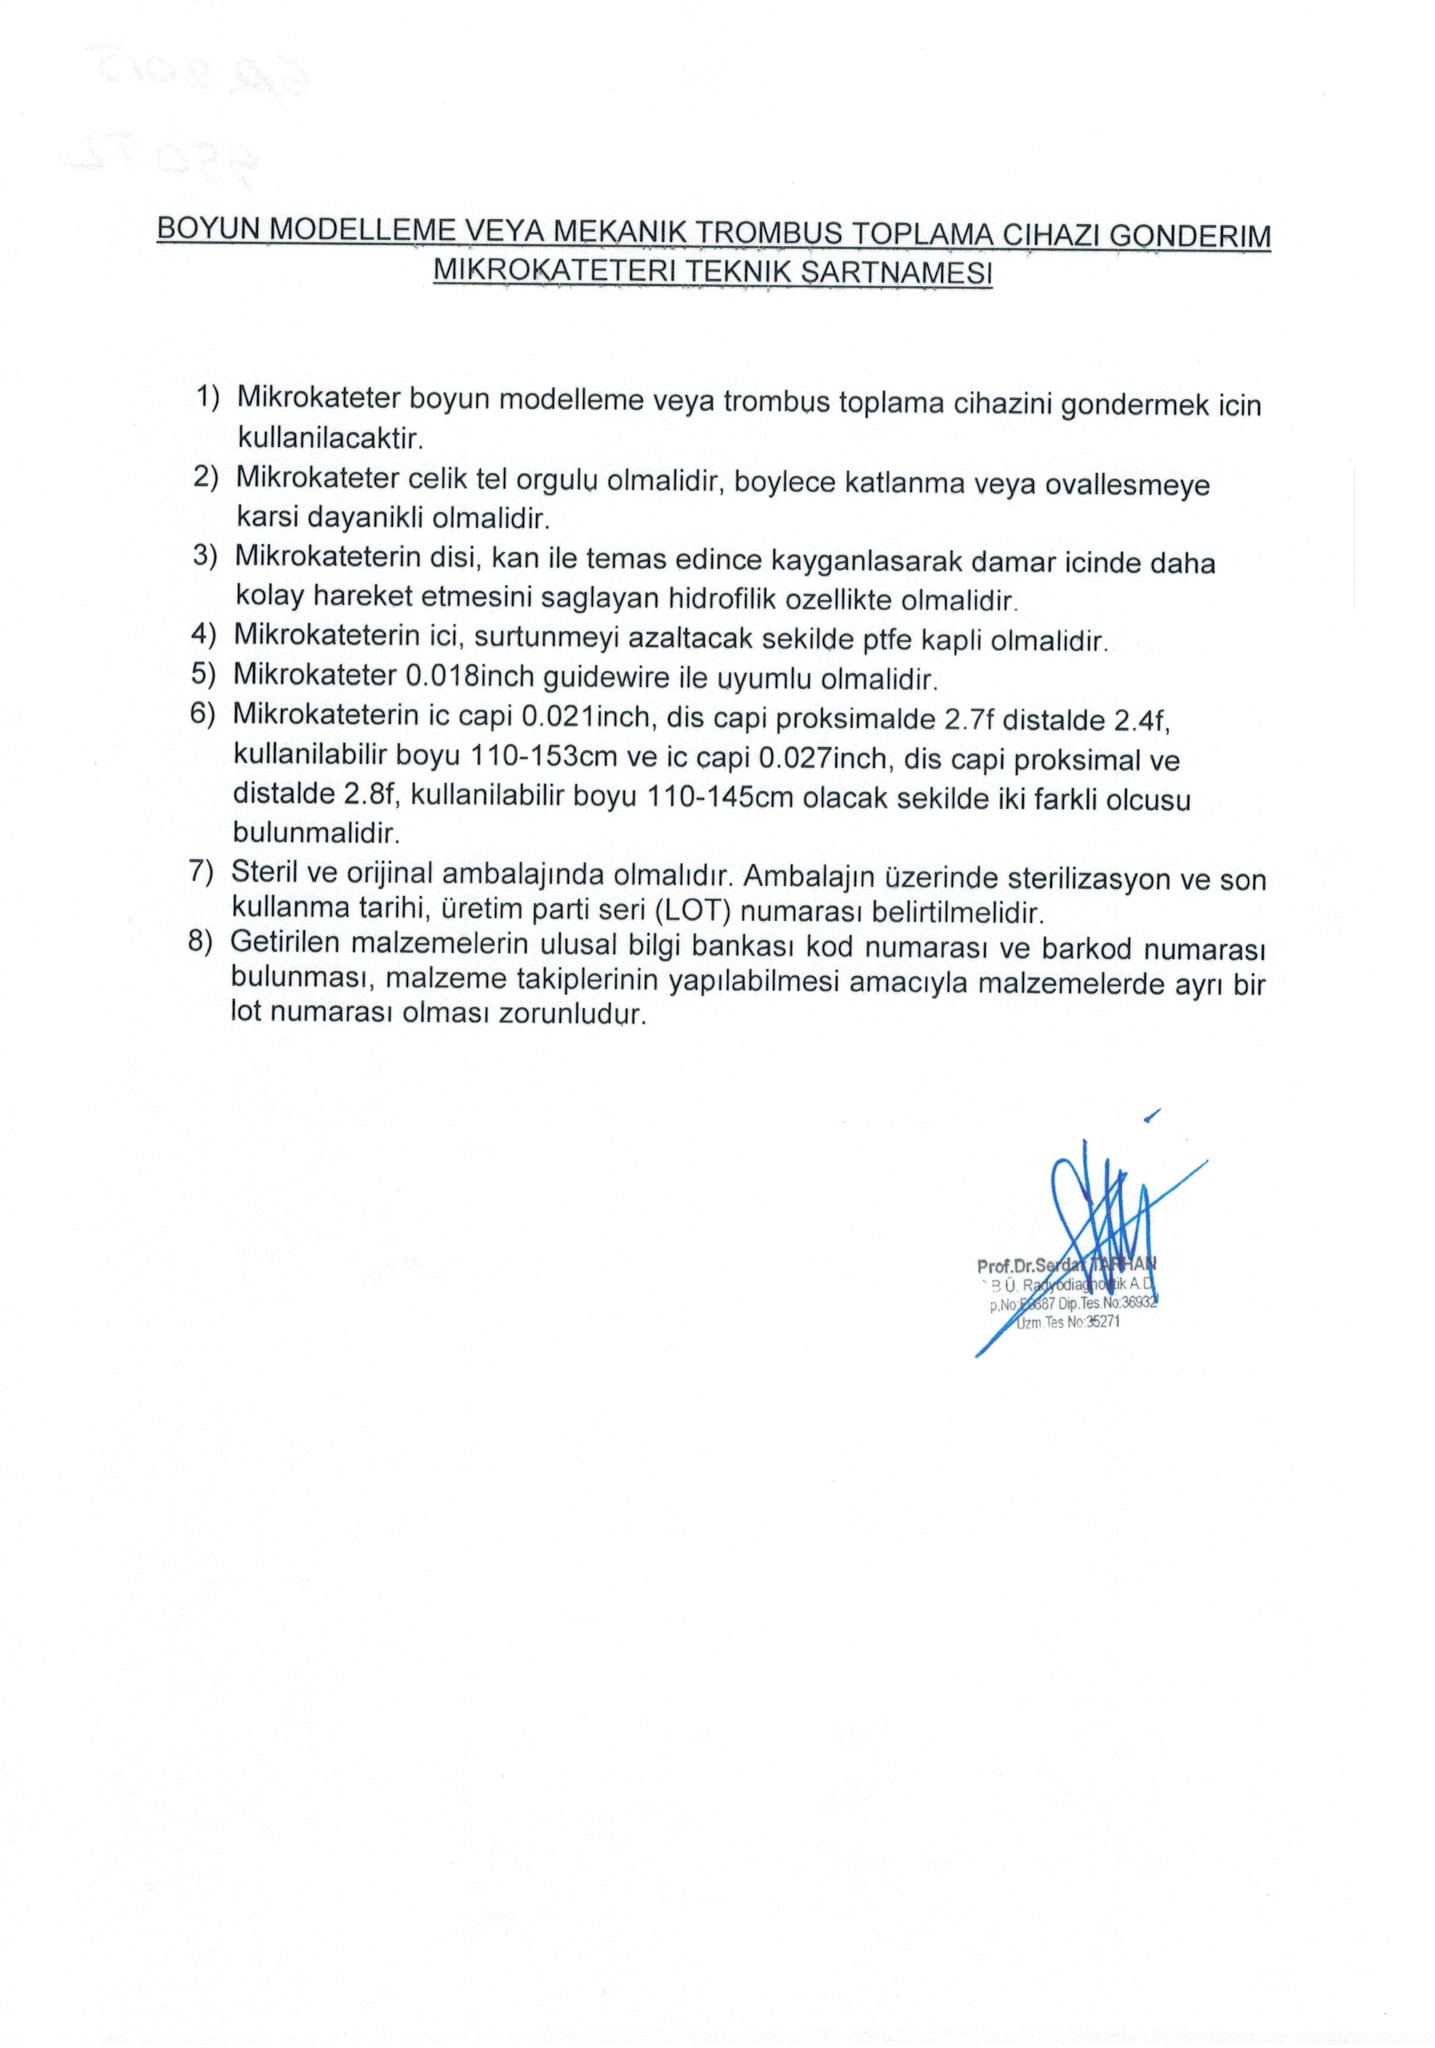 BOYUN MODELLEME VEYA MEKANIK TROMBUS TOPLAMA CIHAZI GONDERIM
MIKROKATETERI TEKNIK SARTNAMESI
1) Mikrokateter boyun modelleme veya trombus toplama cihazini gondermek icin
kullanilacaktir.
2) Mikrokateter celik tel orgulu olmalidir, boylece katlanma veya ovallesmeye
karsi dayanikli olmalidir.
3) Mikrokateterin disi, kan ile temas edince kayganlasarak damar icinde daha
kolay hareket etmesini saglayan hidrofilik ozellikte olmalidir.
4) Mikrokateterin ici, surtunmeyi azaltacak sekilde ptfe kapli olmalidir.
5) Mikrokateter 0.018inch guidewire ile uyumlu olmalidir.
6) Mikrokateterin ic capi 0.021inch, dis capi proksimalde 2.7f distalde 2.4f,
kullanilabilir boyu 110-153cm ve ic capi 0.027inch, dis capi proksimal ve
distalde 2.8f, kullanilabilir boyu 110-145cm olacak sekilde iki farkli olcusu
bulunmalidir.
7) Steril ve orijinal ambalajında olmalıdır. Ambalajın üzerinde sterilizasyon ve son
kullanma tarihi, üretim parti seri (LOT) numarası belirtilmelidir.
8) Getirilen malzemelerin ulusal bilgi bankası kod numarası ve barkod numarası
bulunması, malzeme takiplerinin yapılabilmesi amacıyla malzemelerde ayrı bir
lot numarası olması zorunludur.
Prof.Dr.Serdar TARHAN
B Ü. Radyodiagnostik A.D.
Dip.Tes.No:36932
Uzm.Tes No:35271